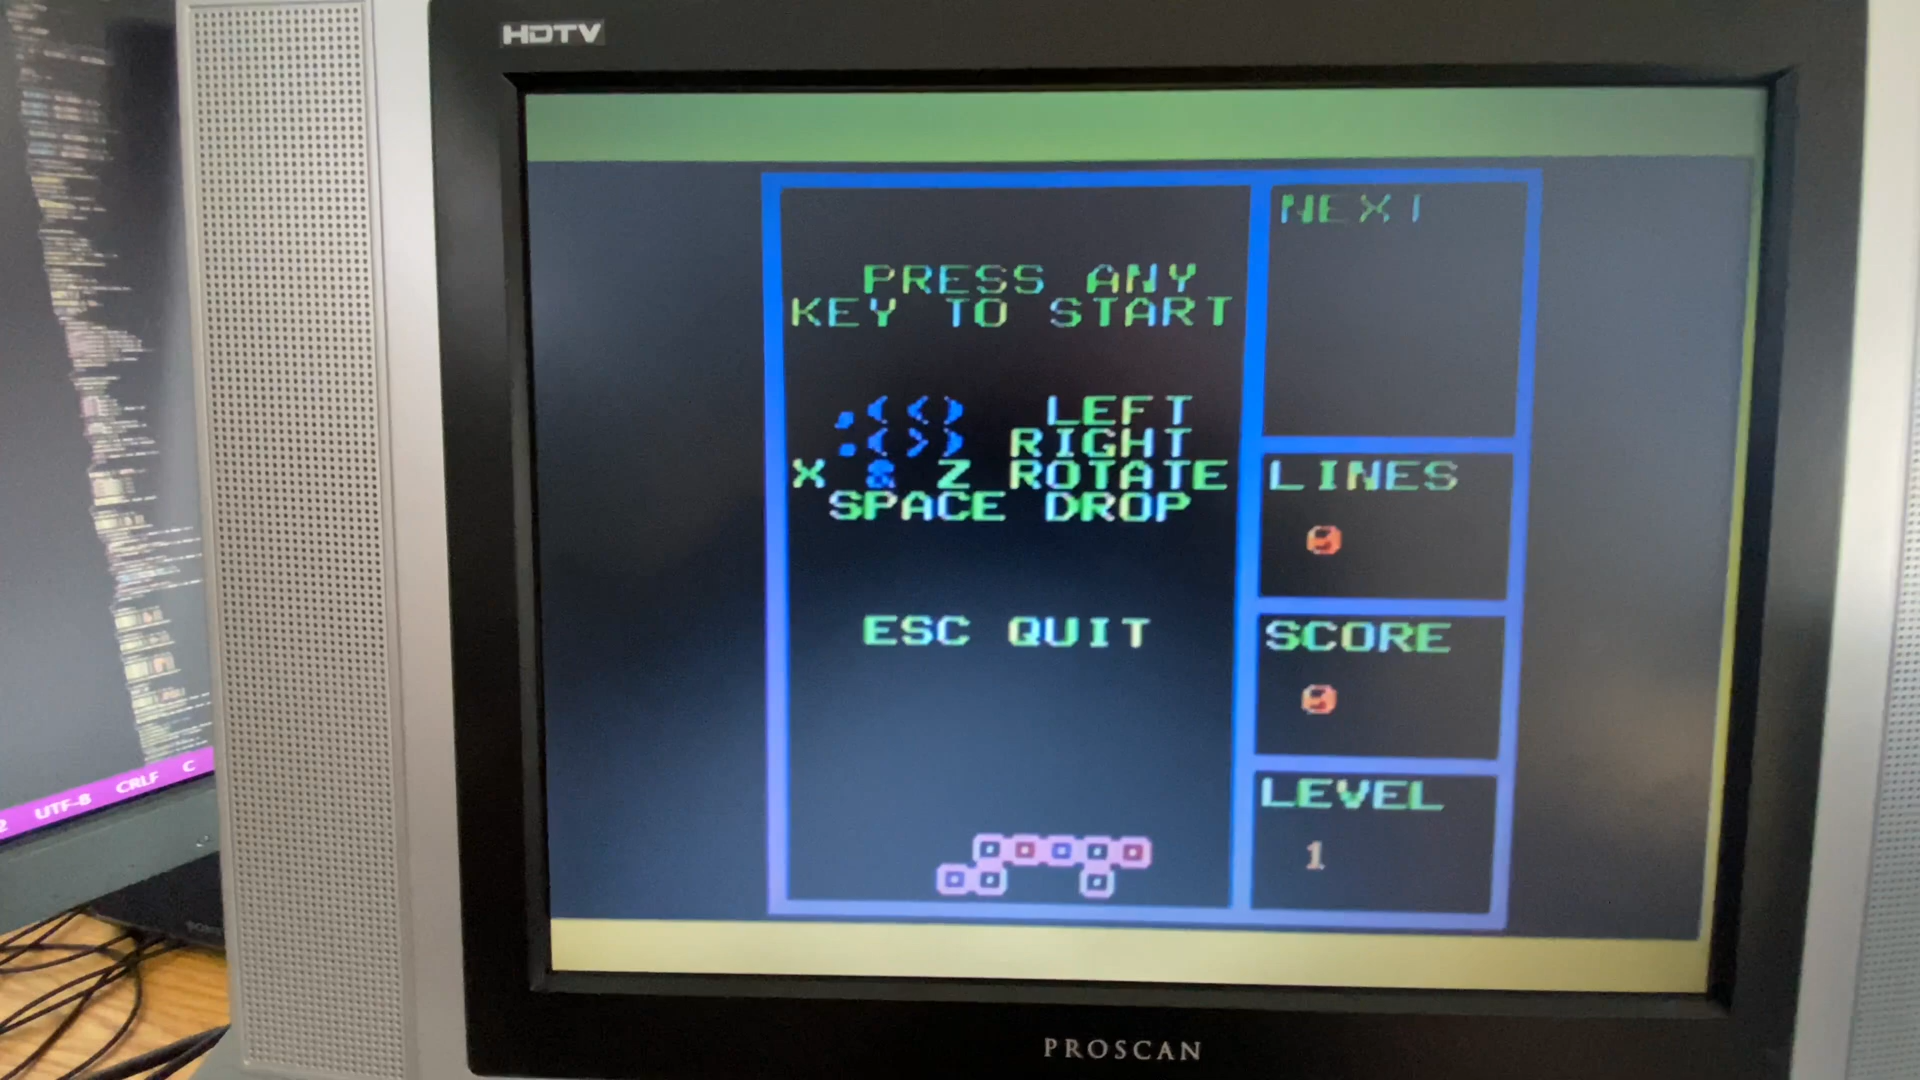 HDTV
NEXT
PRESS ANY
KEY TO START
,(<) LEFT
.(>) RIGHT
X & Z ROTATE
SPACE DROP
LINES
0
ESC QUIT
SCORE
0
LEVEL
1
UTF-8 CRLF C
PROSCAN